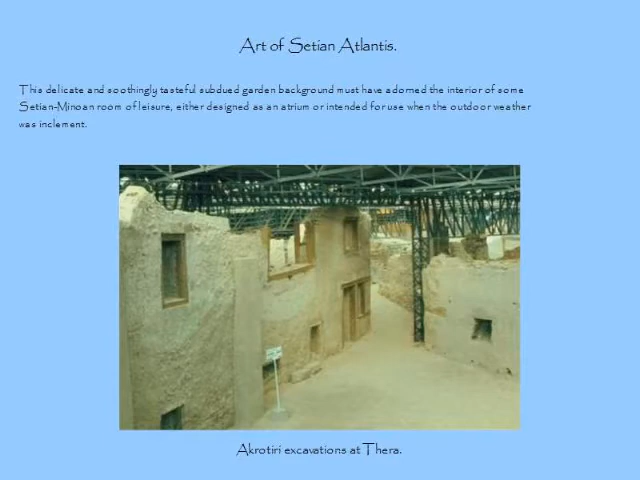 Art of Setian Atlantis.
This delicate and soothingly tasteful subdued garden background must have adorned the interior of some
Setian-Minoan room of leisure, either designed as an atrium or intended for use when the outdoor weather
was inclement.
Akrotiri excavations at Thera.